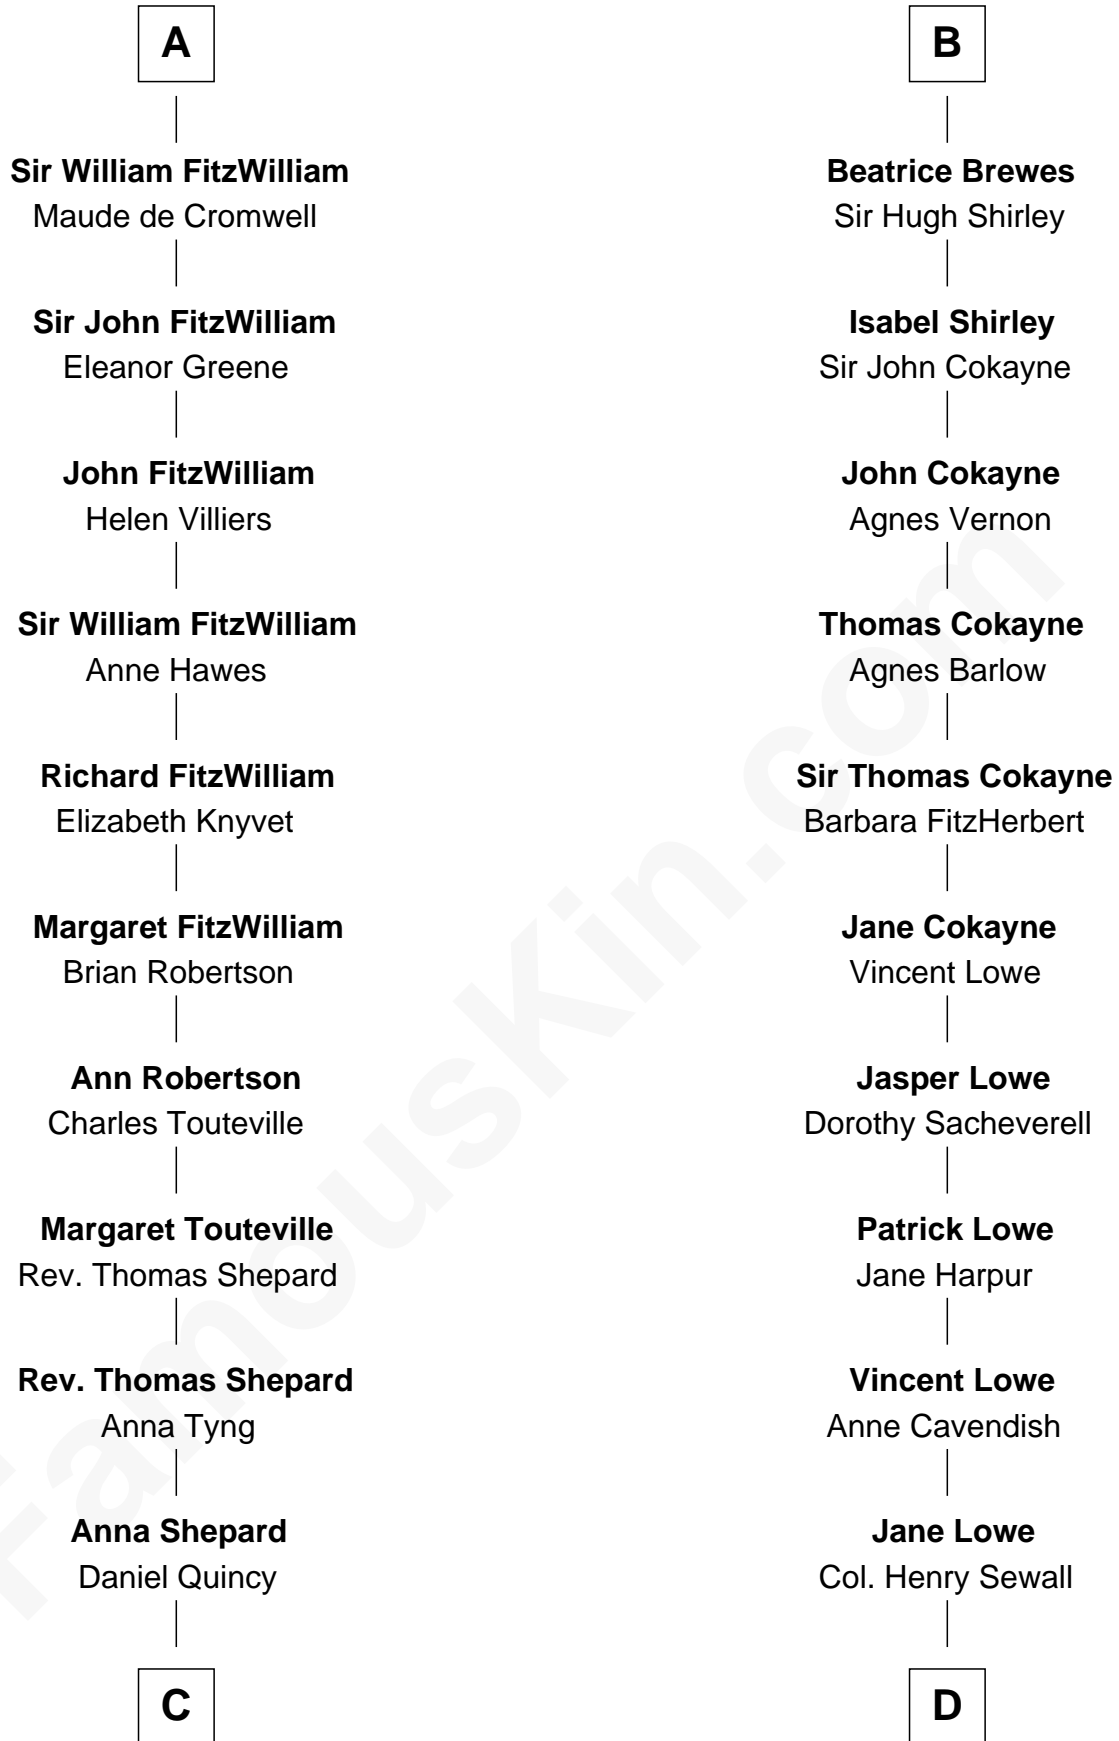 A
Sir William FitzWilliam
Maude de Cromwell
Sir John FitzWilliam
Eleanor Greene
John FitzWilliam
Helen Villiers
Sir William FitzWilliam
Anne Hawes
Richard FitzWilliam
Elizabeth Knyvet
Margaret FitzWilliam
Brian Robertson
Ann Robertson
Charles Touteville
Margaret Touteville
Rev. Thomas Shepard
Rev. Thomas Shepard
Anna Tyng
Anna Shepard
Daniel Quincy
C
B
Beatrice Brewes
Sir Hugh Shirley
Isabel Shirley
Sir John Cokayne
John Cokayne
Agnes Vernon
Thomas Cokayne
Agnes Barlow
Sir Thomas Cokayne
Barbara FitzHerbert
Jane Cokayne
Vincent Lowe
Jasper Lowe
Dorothy Sacheverell
Patrick Lowe
Jane Harpur
Vincent Lowe
Anne Cavendish
Jane Lowe
Col. Henry Sewall
D
FamousKin.com